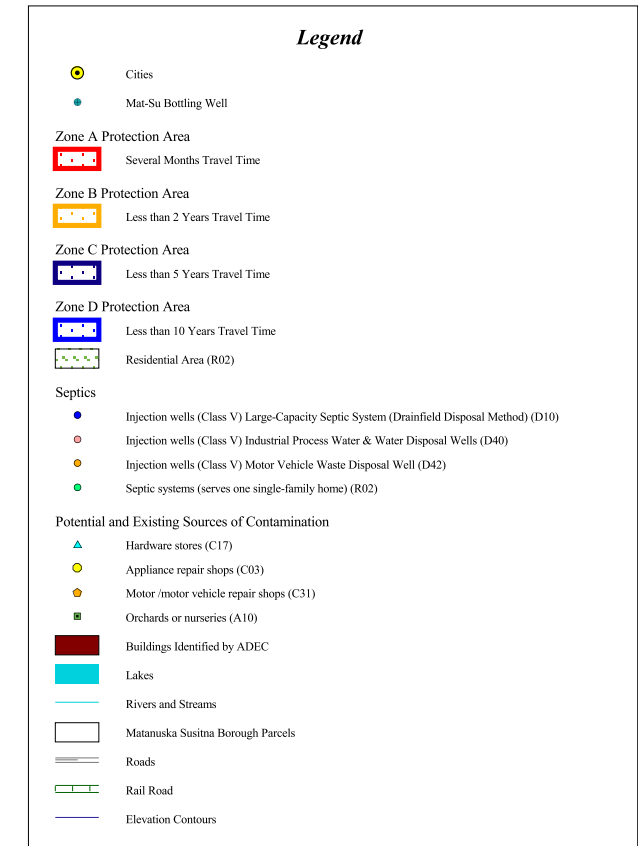 Legend
Cities
Mat-Su Bottling Well
Zone A Protection Area
Several Months Travel Time
Zone B Protection Area
Less than 2 Years Travel Time
Zone C Protection Area
Less than 5 Years Travel Time
Zone D Protection Area
Less than 10 Years Travel Time
Residential Area (R02)
Septics
Injection wells (Class V) Large-Capacity Septic System (Drainfield Disposal Method) (D10)
Injection wells (Class V) Industrial Process Water & Water Disposal Wells (D40)
Injection wells (Class V) Motor Vehicle Waste Disposal Well (D42)
Septic systems (serves one single-family home) (R02)
Potential and Existing Sources of Contamination
Hardware stores (C17)
Appliance repair shops (C03)
Motor /motor vehicle repair shops (C31)
Orchards or nurseries (A10)
Buildings Identified by ADEC
Lakes
Rivers and Streams
Matanuska Susitna Borough Parcels
Roads
Rail Road
Elevation Contours